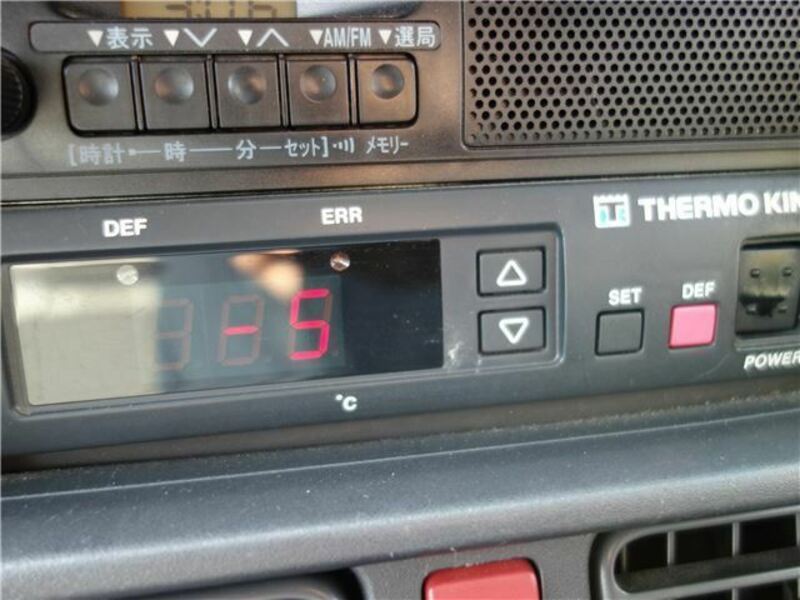 ▼表示 ▼∨ ▼∧ ▼AM/FM ▼選局
[時計 時 分 セット] メモリー
DEF ERR
THERMO KIN
-5
SET DEF
POWER
°C